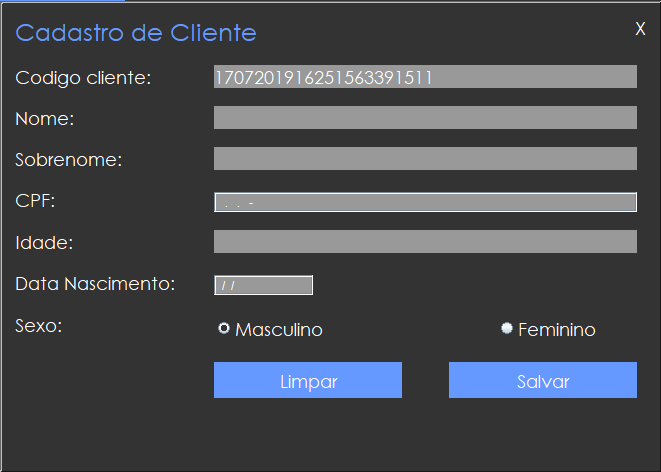 Cadastro de Cliente X
Codigo cliente: 1707201916251563391511
Nome:
Sobrenome:
CPF: . . -
Idade:
Data Nascimento: / /
Sexo: Masculino Feminino
Limpar Salvar